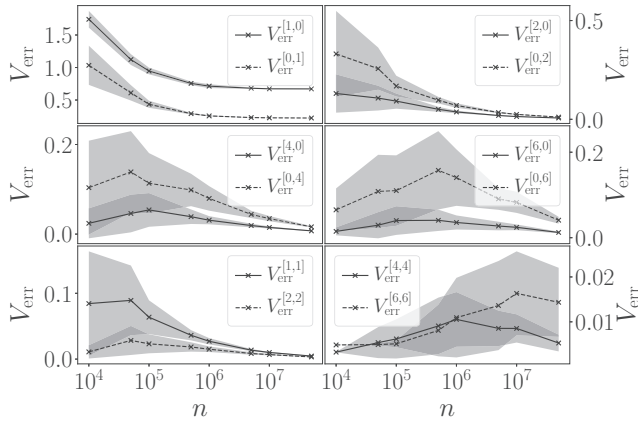 V_err
1.5
1.0
0.5
V_err^[1,0]
V_err^[0,1]
V_err^[2,0]
V_err^[0,2]
0.5
0.0
V_err
V_err
0.2
0.0
V_err^[4,0]
V_err^[0,4]
V_err^[6,0]
V_err^[0,6]
0.2
0.0
V_err
V_err
0.1
0.0
V_err^[1,1]
V_err^[2,2]
V_err^[4,4]
V_err^[6,6]
0.02
0.01
V_err
10^4 10^5 10^6 10^7
10^4 10^5 10^6 10^7
n
n